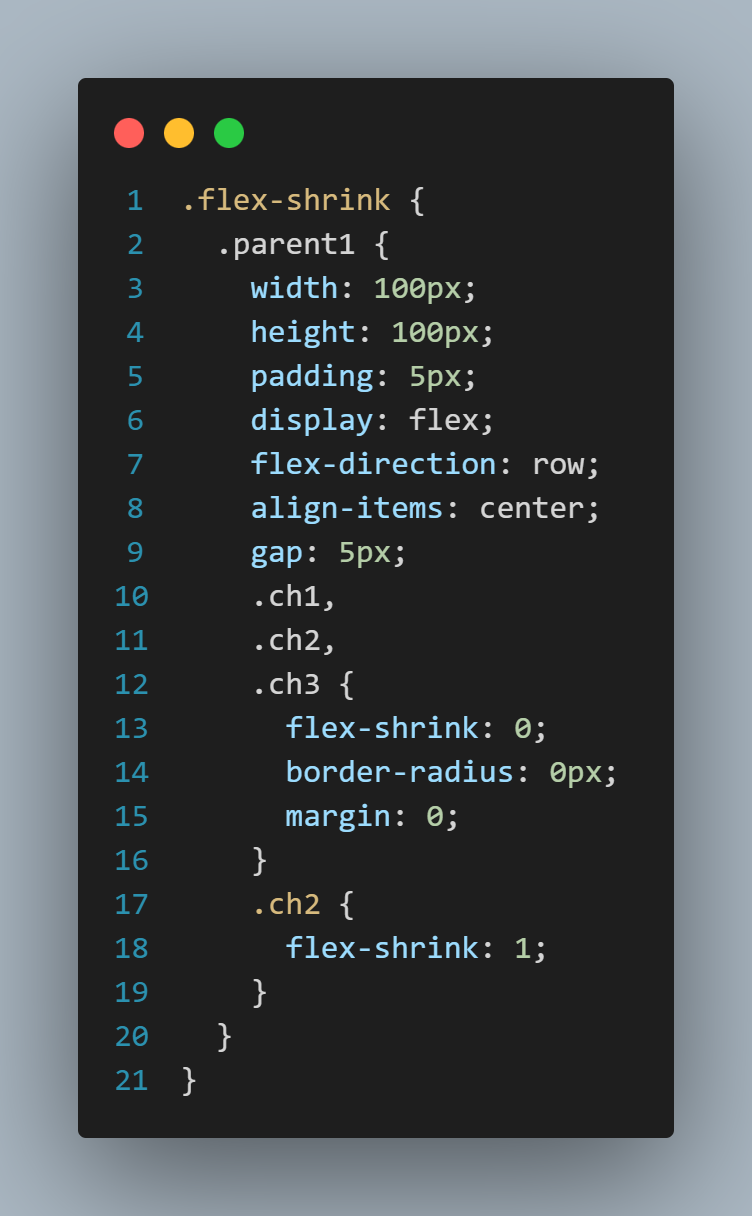 1 .flex-shrink {
2   .parent1 {
3     width: 100px;
4     height: 100px;
5     padding: 5px;
6     display: flex;
7     flex-direction: row;
8     align-items: center;
9     gap: 5px;
10     .ch1,
11     .ch2,
12     .ch3 {
13       flex-shrink: 0;
14       border-radius: 0px;
15       margin: 0;
16     }
17     .ch2 {
18       flex-shrink: 1;
19     }
20   }
21 }